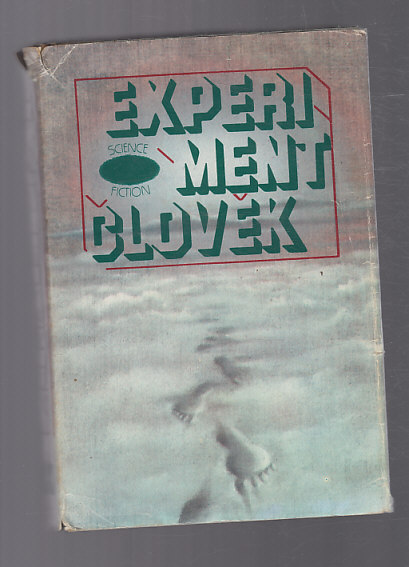 EXPERI
MENT
ČLOVĚK
SCIENCE
FICTION